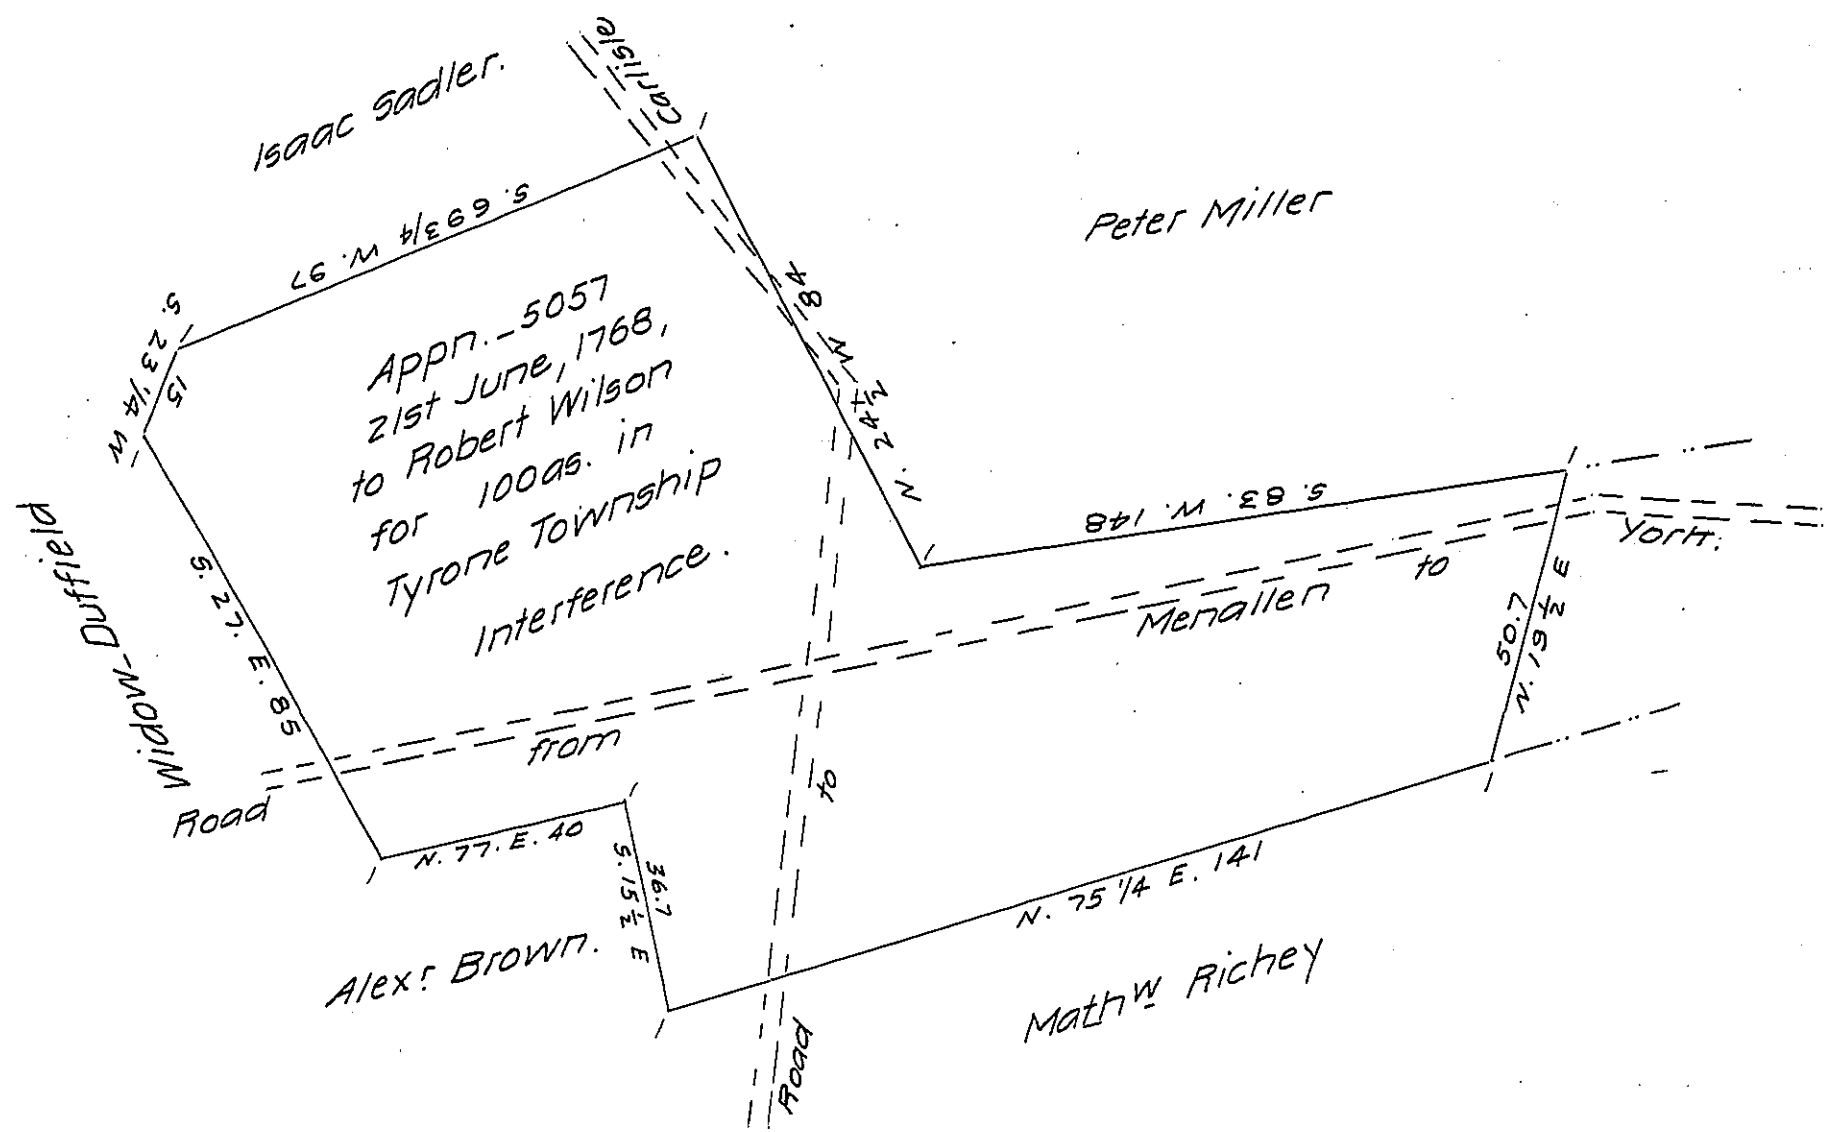 Isaac Sadler.
Carlisle
S. 69 3/4 W. 97
Peter Miller
S. 23 1/4 W
15
N. 24 1/2 W 84
Appn. _ 5057
21st June, 1768,
to Robert Wilson
for 100as. in
Tyrone Township
Interference.
S. 83. W. 148
York.
to
Menallen
from
Road
50.7
N. 19 1/2 E
Widow_Duffield
S. 27. E. 85
N. 77. E. 40
36.7
S. 15 1/2 E
to
N. 75 1/4 E. 141
Alexr. Brown.
Mathw Richey
Road